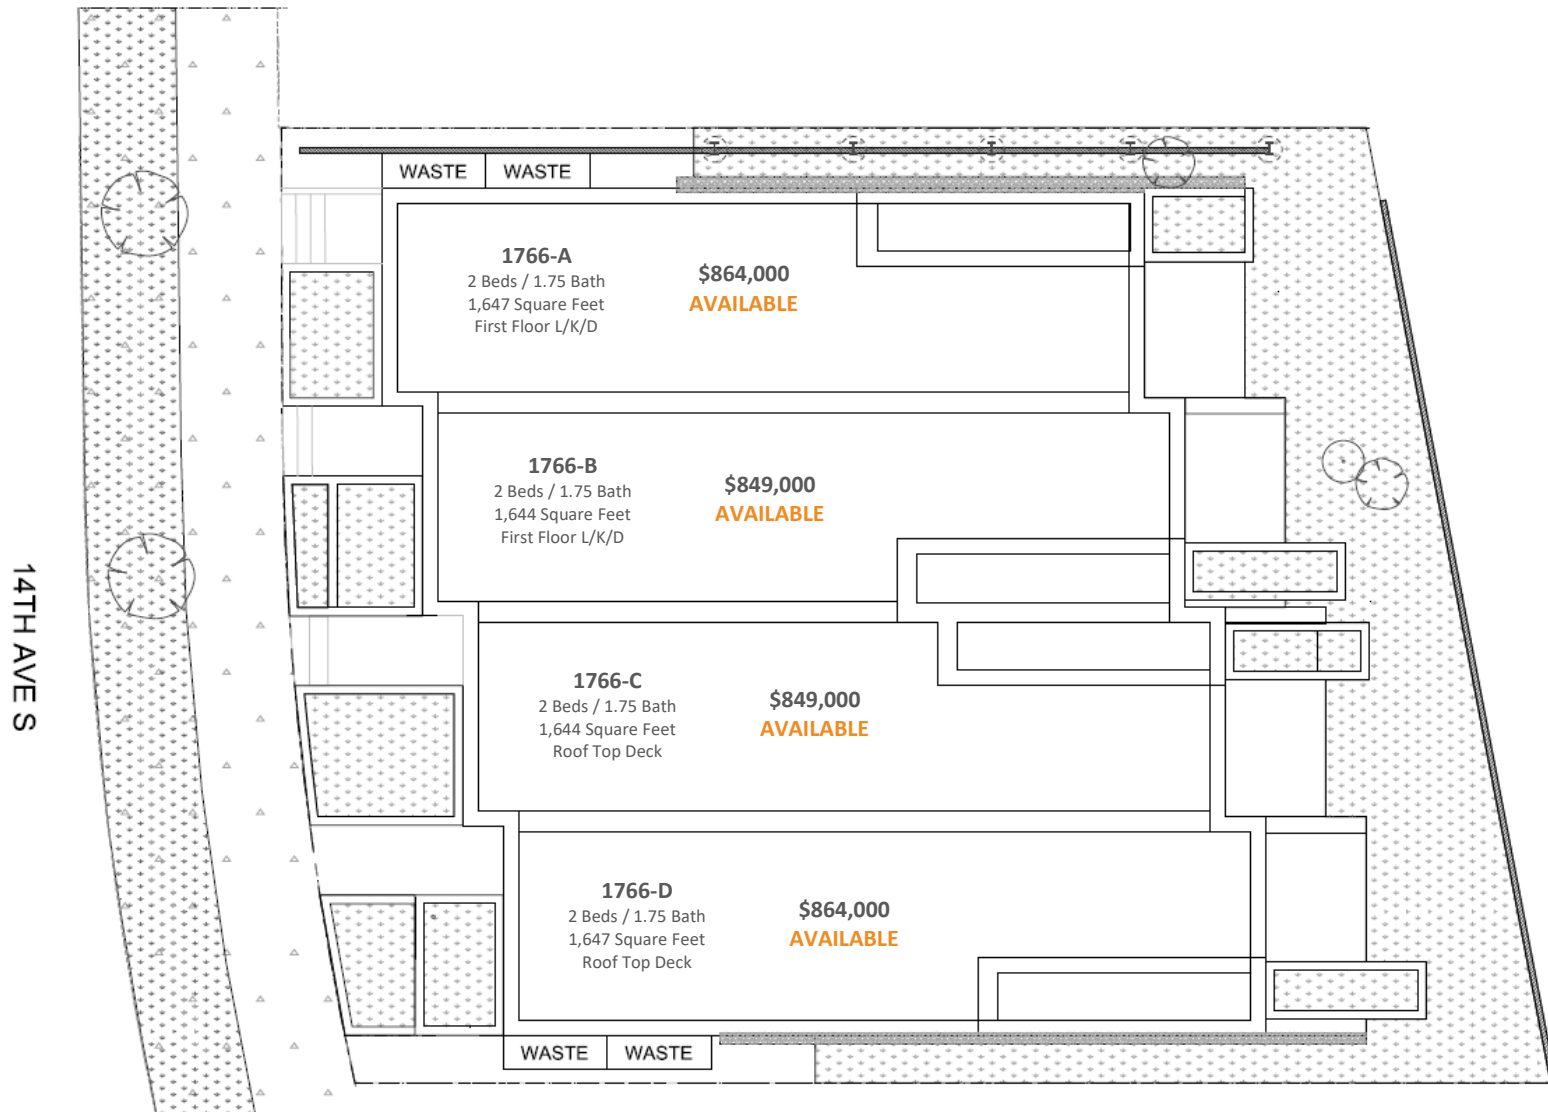 WASTE
WASTE
1766-A
2 Beds / 1.75 Bath
1,647 Square Feet
First Floor L/K/D
$864,000
AVAILABLE
1766-B
2 Beds / 1.75 Bath
1,644 Square Feet
First Floor L/K/D
$849,000
AVAILABLE
14TH AVE S
1766-C
2 Beds / 1.75 Bath
1,644 Square Feet
Roof Top Deck
$849,000
AVAILABLE
1766-D
2 Beds / 1.75 Bath
1,647 Square Feet
Roof Top Deck
$864,000
AVAILABLE
WASTE
WASTE